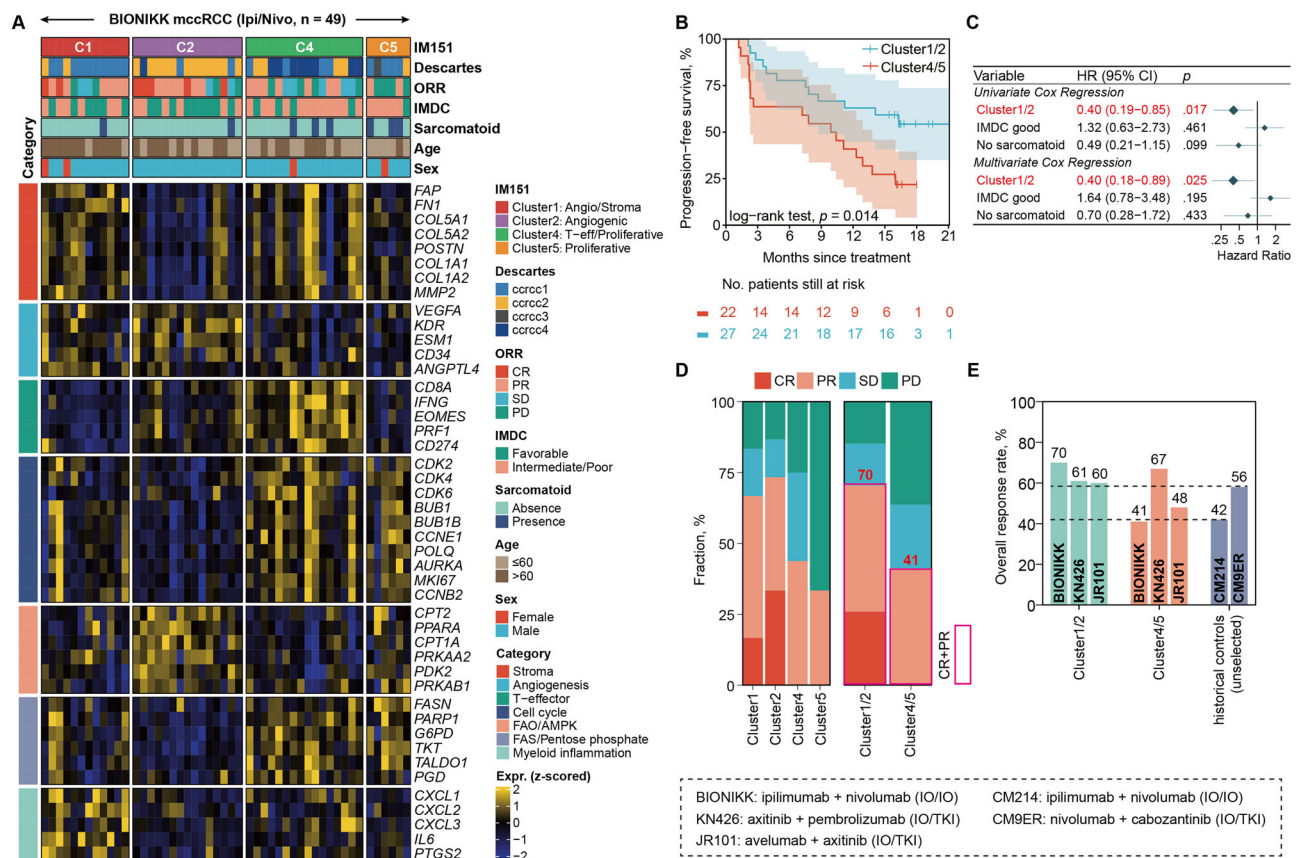 A
BIONIKK mccRCC (Ipi/Nivo, n = 49)
C1
C2
C4
C5
IM151
Descartes
ORR
IMDC
Sarcomatoid
Age
Sex
Category
FAP
FN1
COL5A1
COL5A2
POSTN
COL1A1
COL1A2
MMP2
VEGFA
KDR
ESM1
CD34
ANGPTL4
CD8A
IFNG
EOMES
PRF1
CD274
CDK2
CDK4
CDK6
BUB1
BUB1B
CCNE1
POLQ
AURKA
MKI67
CCNB2
CPT2
PPARA
CPT1A
PRKAA2
PDK2
PRKAB1
FASN
PARP1
G6PD
TKT
TALDO1
PGD
CXCL1
CXCL2
CXCL3
IL6
PTGS2
IM151
Cluster1: Angio/Stroma
Cluster2: Angiogenic
Cluster4: T-eff/Proliferative
Cluster5: Proliferative
Descartes
ccrcc1
ccrcc2
ccrcc3
ccrcc4
ORR
CR
PR
SD
PD
IMDC
Favorable
Intermediate/Poor
Sarcomatoid
Absence
Presence
Age
≤60
>60
Sex
Female
Male
Category
Stroma
Angiogenesis
T-effector
Cell cycle
FAO/AMPK
FAS/Pentose phosphate
Myeloid inflammation
Expr. (z-scored)
2
1
0
−1
−2
B
Progression-free survival, %
100
75
50
25
0
Cluster1/2
Cluster4/5
log-rank test, p = 0.014
0 3 6 9 12 15 18 21
Months since treatment
No. patients still at risk
22 14 14 12 9 6 1 0
27 24 21 18 17 16 3 1
C
Variable HR (95% CI) p
Univariate Cox Regression
Cluster1/2 0.40 (0.19−0.85) .017
IMDC good 1.32 (0.63−2.73) .461
No sarcomatoid 0.49 (0.21−1.15) .099
Multivariate Cox Regression
Cluster1/2 0.40 (0.18−0.89) .025
IMDC good 1.64 (0.78−3.48) .195
No sarcomatoid 0.70 (0.28−1.72) .433
.25 .5 1 2
Hazard Ratio
D
CR PR SD PD
Fraction, %
100
75
50
25
0
70
41
Cluster1
Cluster2
Cluster4
Cluster5
Cluster1/2
Cluster4/5
CR+PR
E
Overall response rate, %
100
80
60
40
20
0
70
61
60
41
67
48
42
56
BIONIKK
KN426
JR101
BIONIKK
KN426
JR101
CM214
CM9ER
Cluster1/2
Cluster4/5
historical controls
(unselected)
BIONIKK: ipilimumab + nivolumab (IO/IO)
KN426: axitinib + pembrolizumab (IO/TKI)
JR101: avelumab + axitinib (IO/TKI)
CM214: ipilimumab + nivolumab (IO/IO)
CM9ER: nivolumab + cabozantinib (IO/TKI)